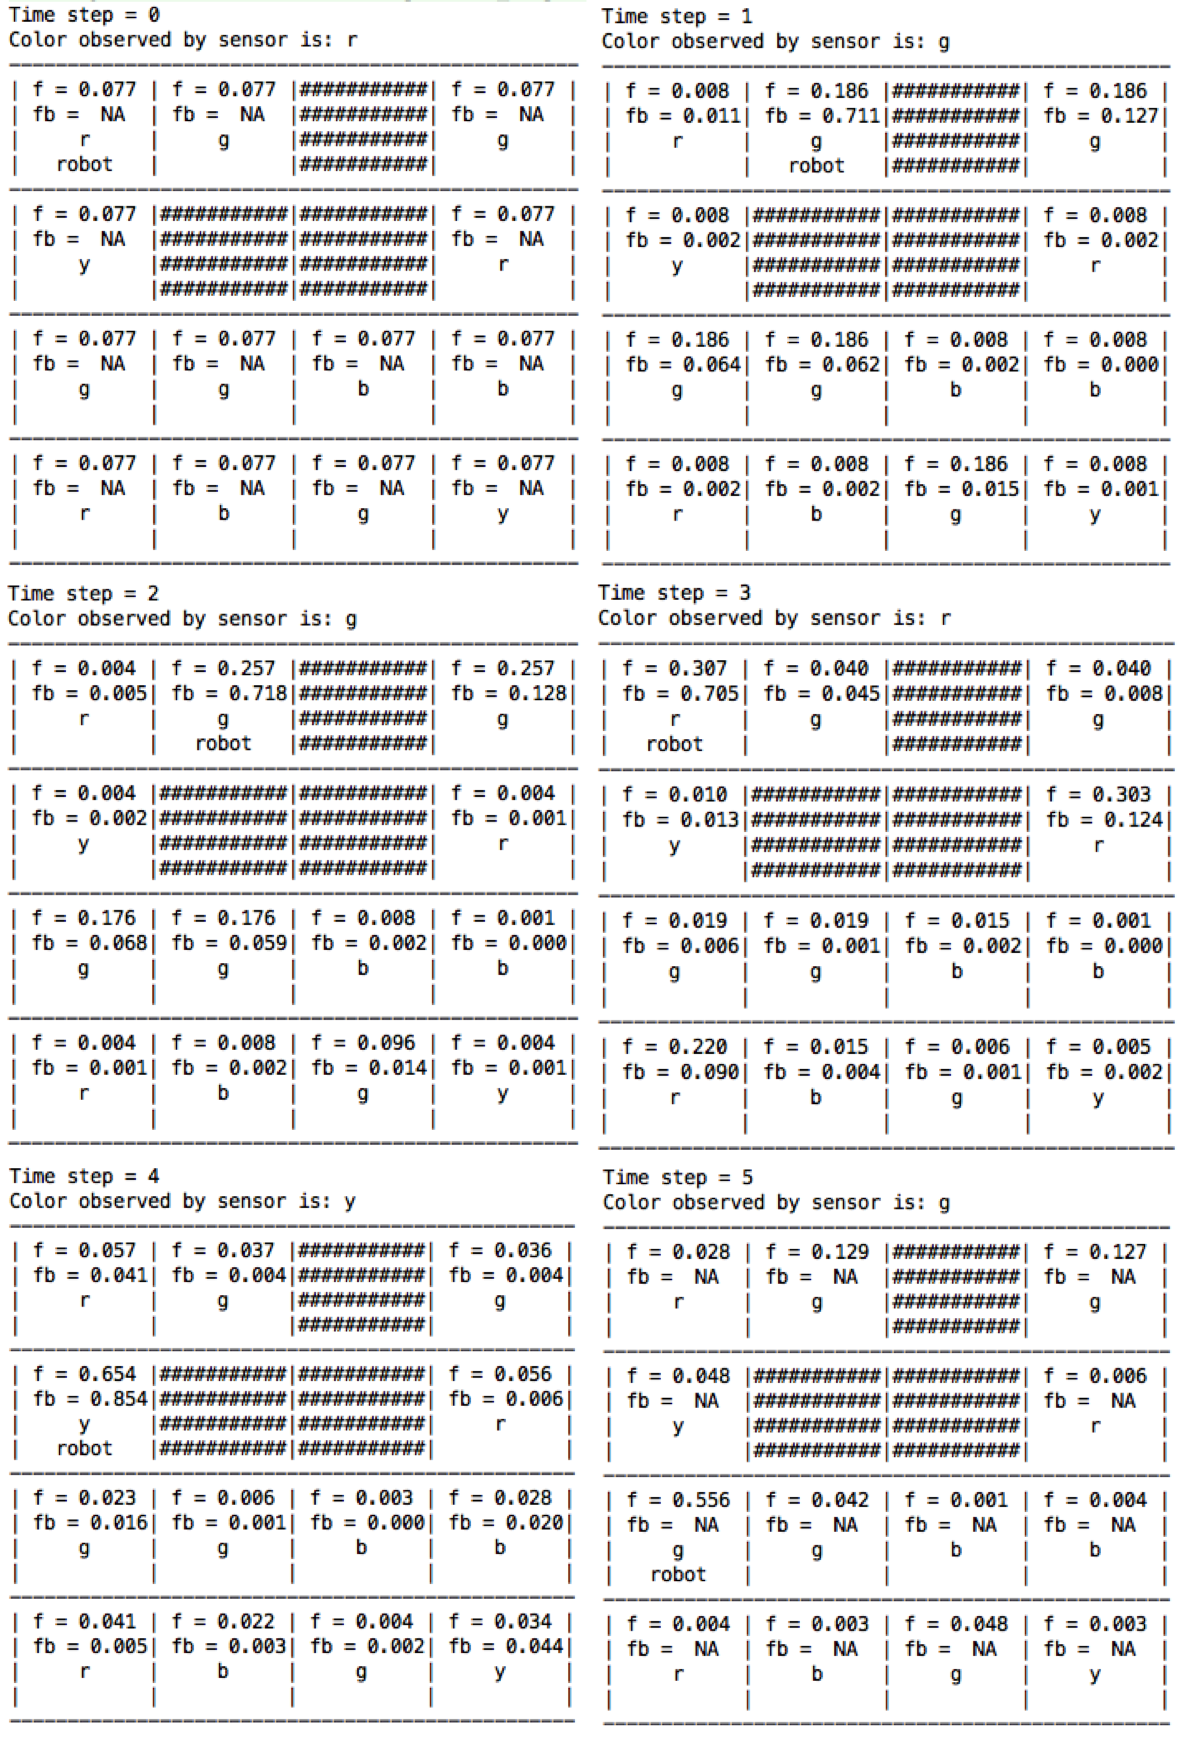 Time step = 0
Color observed by sensor is: r
| f = 0.077 | f = 0.077 |###########| f = 0.077 |
| fb =  NA  | fb =  NA  |###########| fb =  NA  |
|     r     |     g     |###########|     g     |
|   robot   |           |###########|           |
| f = 0.077 |###########|###########| f = 0.077 |
| fb =  NA  |###########|###########| fb =  NA  |
|     y     |###########|###########|     r     |
|           |###########|###########|           |
| f = 0.077 | f = 0.077 | f = 0.077 | f = 0.077 |
| fb =  NA  | fb =  NA  | fb =  NA  | fb =  NA  |
|     g     |     g     |     b     |     b     |
|           |           |           |           |
| f = 0.077 | f = 0.077 | f = 0.077 | f = 0.077 |
| fb =  NA  | fb =  NA  | fb =  NA  | fb =  NA  |
|     r     |     b     |     g     |     y     |
|           |           |           |           |
Time step = 1
Color observed by sensor is: g
| f = 0.008 | f = 0.186 |###########| f = 0.186 |
| fb = 0.011| fb = 0.711|###########| fb = 0.127|
|     r     |     g     |###########|     g     |
|           |   robot   |###########|           |
| f = 0.008 |###########|###########| f = 0.008 |
| fb = 0.002|###########|###########| fb = 0.002|
|     y     |###########|###########|     r     |
|           |###########|###########|           |
| f = 0.186 | f = 0.186 | f = 0.008 | f = 0.008 |
| fb = 0.064| fb = 0.062| fb = 0.002| fb = 0.000|
|     g     |     g     |     b     |     b     |
|           |           |           |           |
| f = 0.008 | f = 0.008 | f = 0.186 | f = 0.008 |
| fb = 0.002| fb = 0.002| fb = 0.015| fb = 0.001|
|     r     |     b     |     g     |     y     |
|           |           |           |           |
Time step = 2
Color observed by sensor is: g
| f = 0.004 | f = 0.257 |###########| f = 0.257 |
| fb = 0.005| fb = 0.718|###########| fb = 0.128|
|     r     |     g     |###########|     g     |
|           |   robot   |###########|           |
| f = 0.004 |###########|###########| f = 0.004 |
| fb = 0.002|###########|###########| fb = 0.001|
|     y     |###########|###########|     r     |
|           |###########|###########|           |
| f = 0.176 | f = 0.176 | f = 0.008 | f = 0.001 |
| fb = 0.068| fb = 0.059| fb = 0.002| fb = 0.000|
|     g     |     g     |     b     |     b     |
|           |           |           |           |
| f = 0.004 | f = 0.008 | f = 0.096 | f = 0.004 |
| fb = 0.001| fb = 0.002| fb = 0.014| fb = 0.001|
|     r     |     b     |     g     |     y     |
|           |           |           |           |
Time step = 3
Color observed by sensor is: r
| f = 0.307 | f = 0.040 |###########| f = 0.040 |
| fb = 0.705| fb = 0.045|###########| fb = 0.008|
|     r     |     g     |###########|     g     |
|   robot   |           |###########|           |
| f = 0.010 |###########|###########| f = 0.303 |
| fb = 0.013|###########|###########| fb = 0.124|
|     y     |###########|###########|     r     |
|           |###########|###########|           |
| f = 0.019 | f = 0.019 | f = 0.015 | f = 0.001 |
| fb = 0.006| fb = 0.001| fb = 0.002| fb = 0.000|
|     g     |     g     |     b     |     b     |
|           |           |           |           |
| f = 0.220 | f = 0.015 | f = 0.006 | f = 0.005 |
| fb = 0.090| fb = 0.004| fb = 0.001| fb = 0.002|
|     r     |     b     |     g     |     y     |
|           |           |           |           |
Time step = 4
Color observed by sensor is: y
| f = 0.057 | f = 0.037 |###########| f = 0.036 |
| fb = 0.041| fb = 0.004|###########| fb = 0.004|
|     r     |     g     |###########|     g     |
|           |           |###########|           |
| f = 0.654 |###########|###########| f = 0.056 |
| fb = 0.854|###########|###########| fb = 0.006|
|     y     |###########|###########|     r     |
|   robot   |###########|###########|           |
| f = 0.023 | f = 0.006 | f = 0.003 | f = 0.028 |
| fb = 0.016| fb = 0.001| fb = 0.000| fb = 0.020|
|     g     |     g     |     b     |     b     |
|           |           |           |           |
| f = 0.041 | f = 0.022 | f = 0.004 | f = 0.034 |
| fb = 0.005| fb = 0.003| fb = 0.002| fb = 0.044|
|     r     |     b     |     g     |     y     |
|           |           |           |           |
Time step = 5
Color observed by sensor is: g
| f = 0.028 | f = 0.129 |###########| f = 0.127 |
| fb =  NA  | fb =  NA  |###########| fb =  NA  |
|     r     |     g     |###########|     g     |
|           |           |###########|           |
| f = 0.048 |###########|###########| f = 0.006 |
| fb =  NA  |###########|###########| fb =  NA  |
|     y     |###########|###########|     r     |
|           |###########|###########|           |
| f = 0.556 | f = 0.042 | f = 0.001 | f = 0.004 |
| fb =  NA  | fb =  NA  | fb =  NA  | fb =  NA  |
|     g     |     g     |     b     |     b     |
|   robot   |           |           |           |
| f = 0.004 | f = 0.003 | f = 0.048 | f = 0.003 |
| fb =  NA  | fb =  NA  | fb =  NA  | fb =  NA  |
|     r     |     b     |     g     |     y     |
|           |           |           |           |